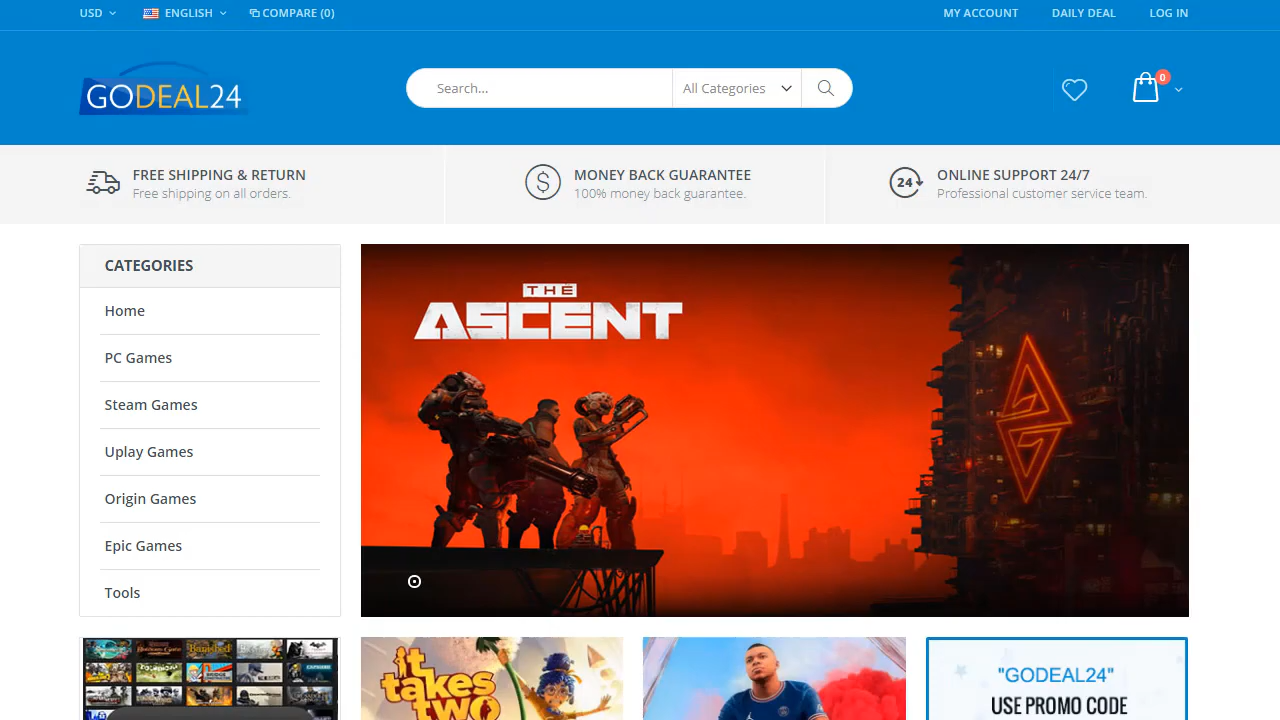 USD ENGLISH COMPARE (0) MY ACCOUNT DAILY DEAL LOG IN
GODEAL24 Search... All Categories 0
FREE SHIPPING & RETURN
Free shipping on all orders.
MONEY BACK GUARANTEE
100% money back guarantee.
24
ONLINE SUPPORT 24/7
Professional customer service team.
CATEGORIES
Home
PC Games
Steam Games
Uplay Games
Origin Games
Epic Games
Tools
THE
ASCENT
it
takes
two
"GODEAL24"
USE PROMO CODE